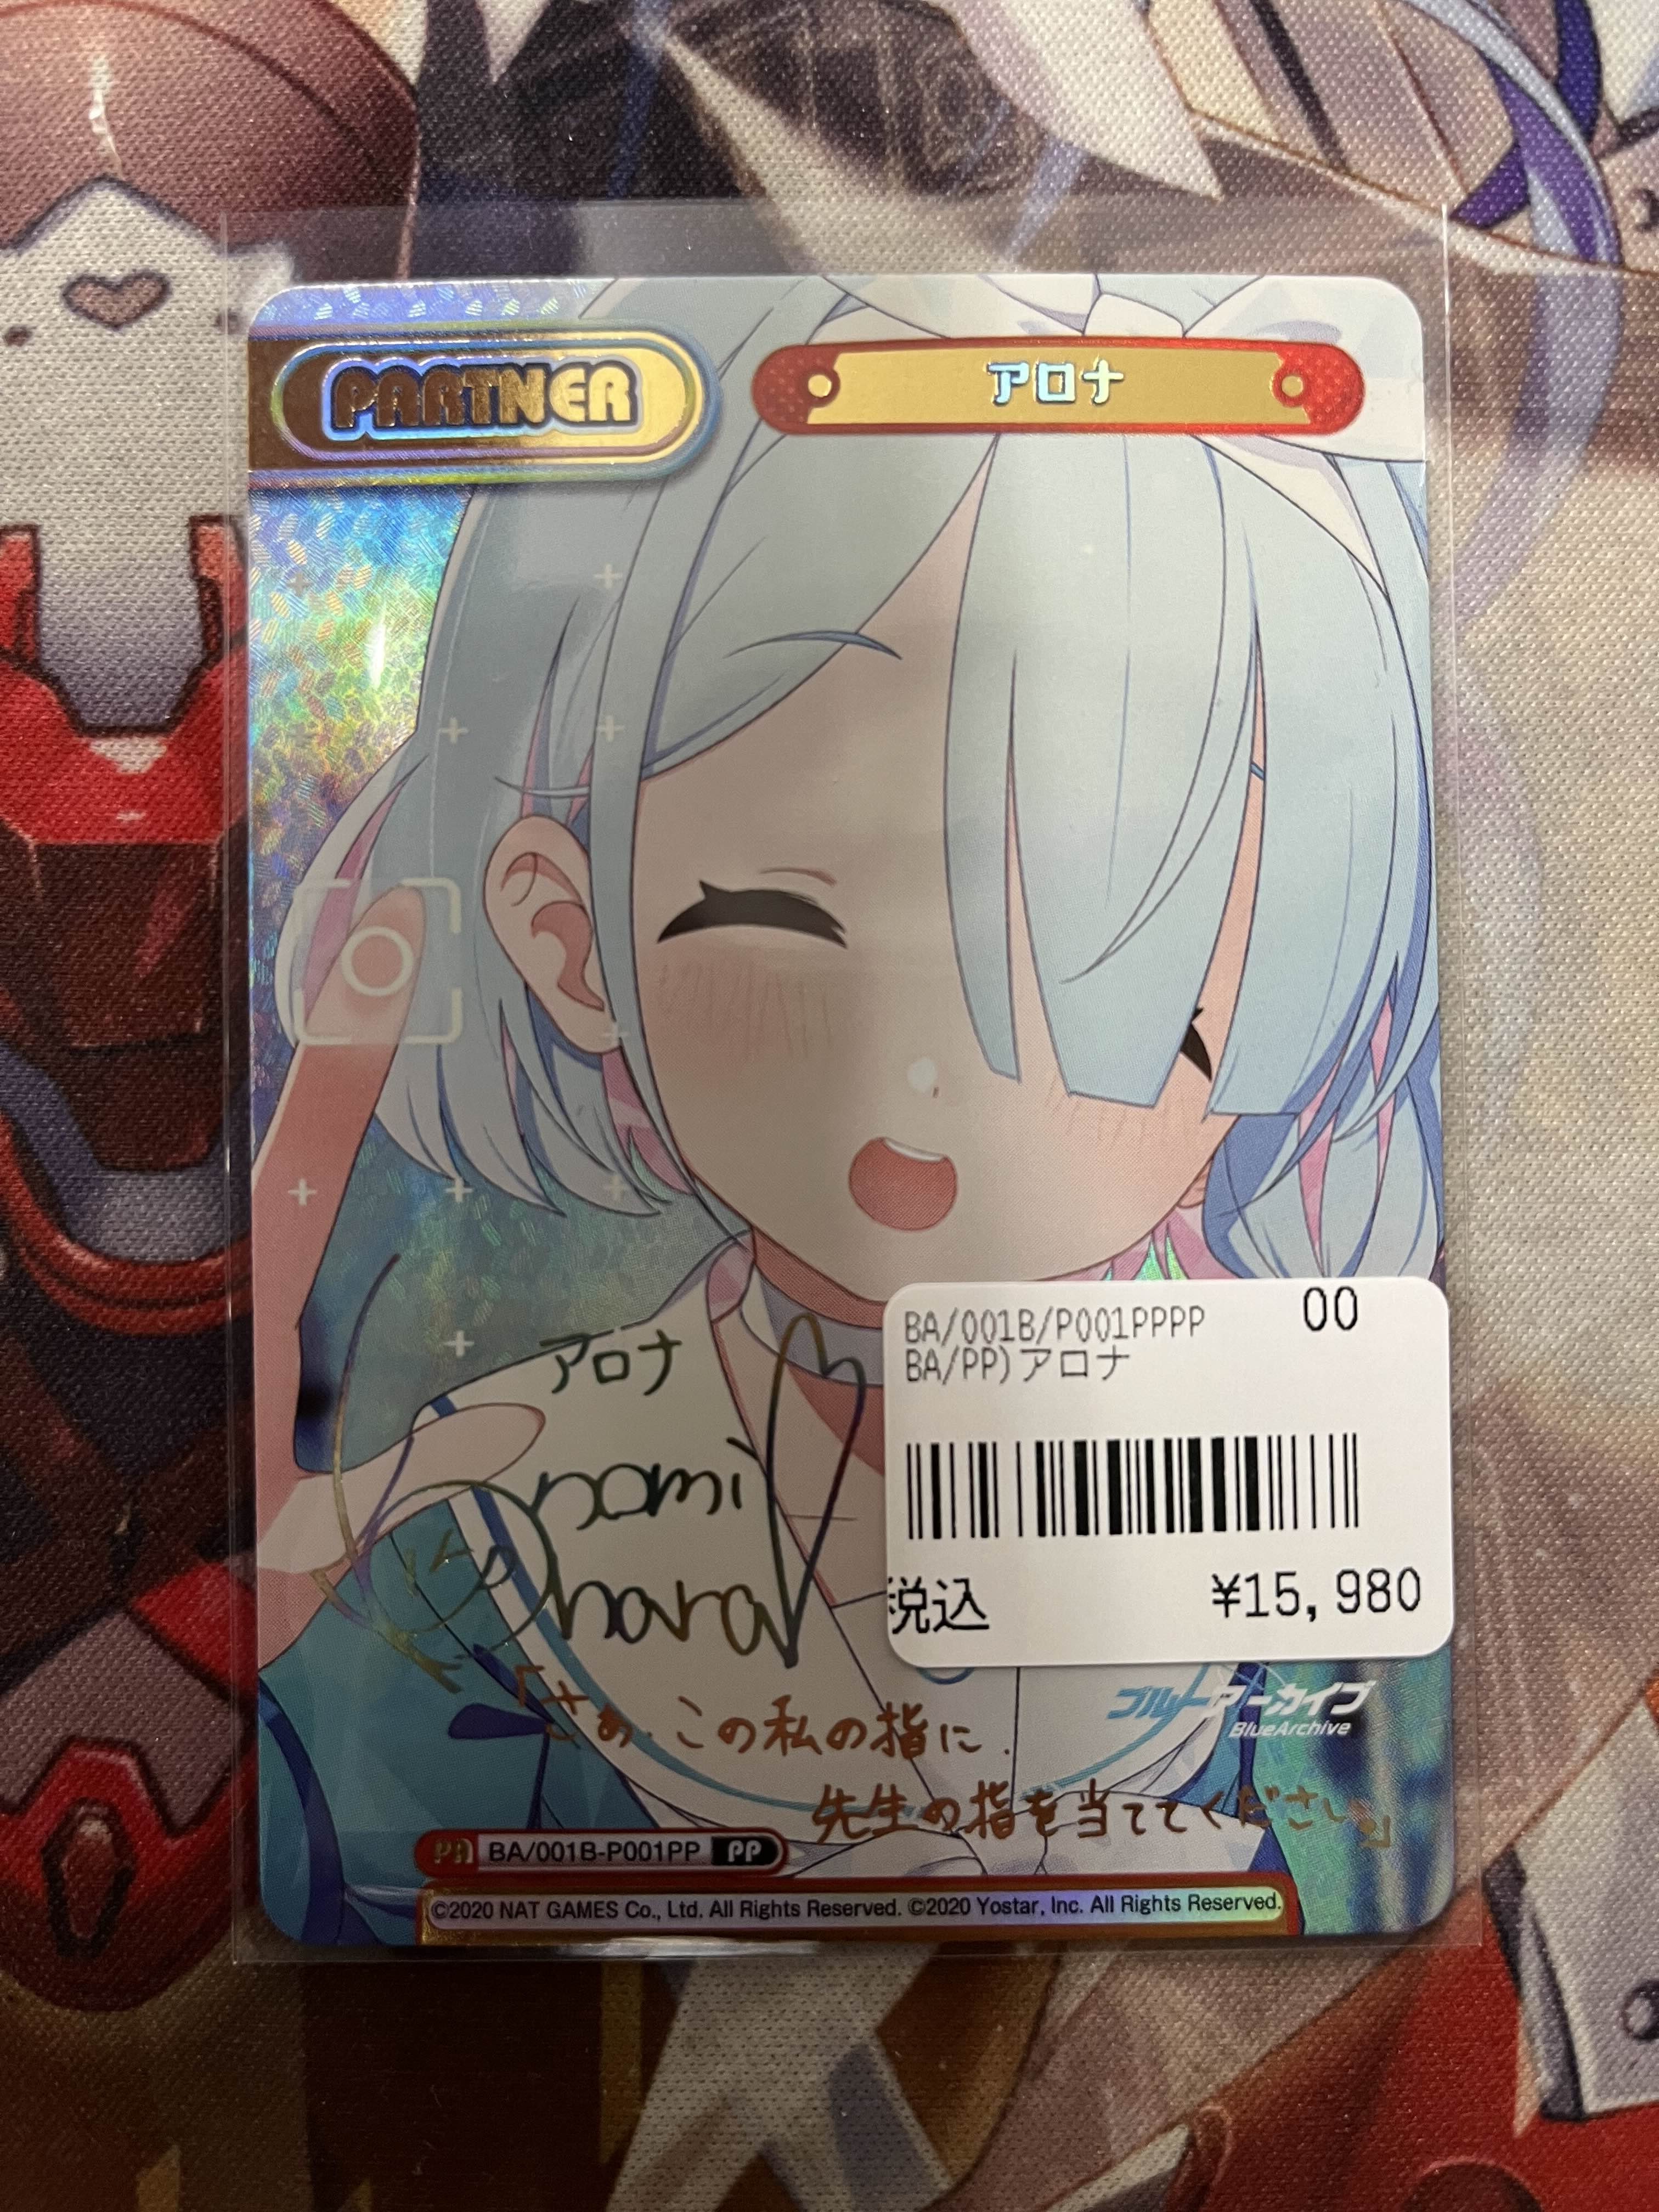 PARTNER
アロナ
BA/001B/P001PPPP
00
BA/PP)アロナ
税込
¥15,980
アロナ
Konomi
Kohara
「さあ、この私の指に
先生の指を当ててください」
ブルーアーカイブ
BlueArchive
PA BA/001B-P001PP PP
©2020 NAT GAMES Co., Ltd. All Rights Reserved. ©2020 Yostar, Inc. All Rights Reserved.